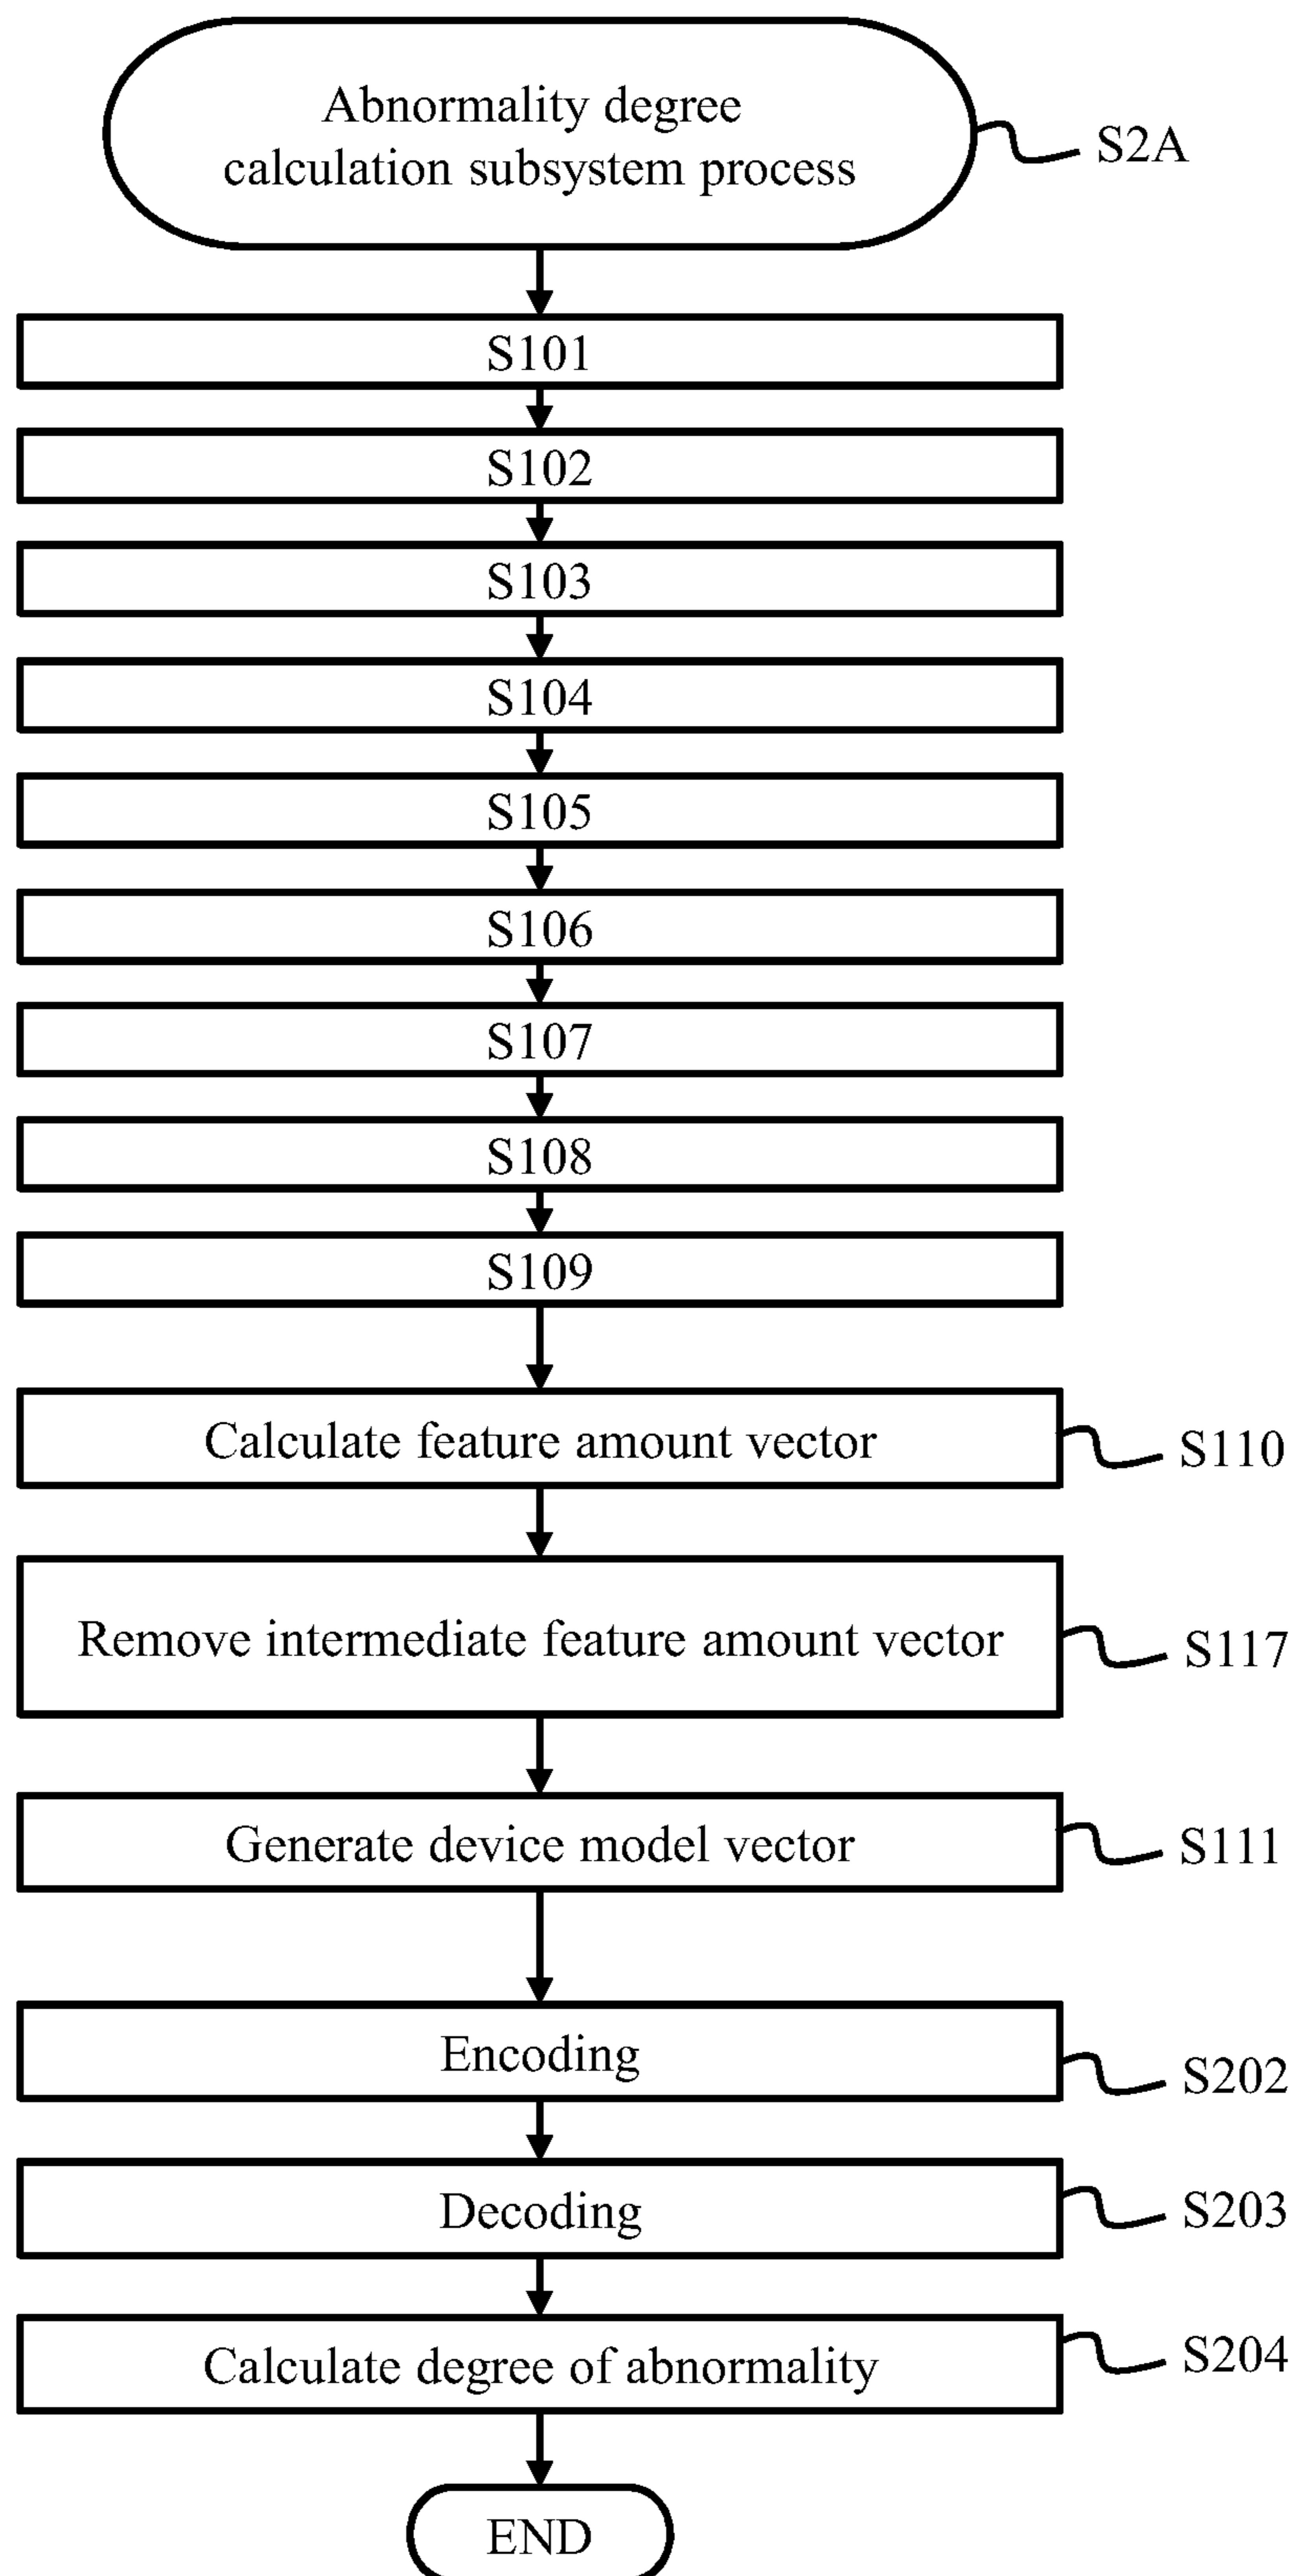 Abnormality degree
calculation subsystem process
S2A
S101
S102
S103
S104
S105
S106
S107
S108
S109
Calculate feature amount vector
S110
Remove intermediate feature amount vector
S117
Generate device model vector
S111
Encoding
S202
Decoding
S203
Calculate degree of abnormality
S204
END